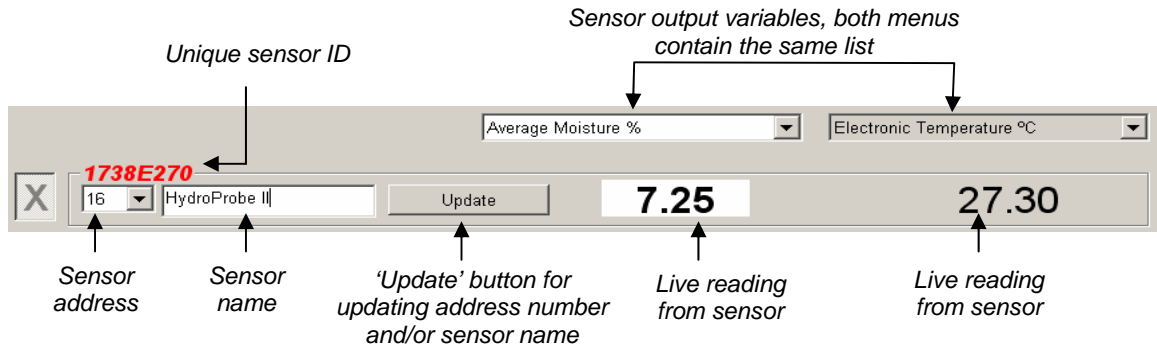 Sensor output variables, both menus
contain the same list
Unique sensor ID
Average Moisture %
Electronic Temperature ºC
1738E270
X
16
HydroProbe II
Update
7.25
27.30
Sensor
address
Sensor
name
‘Update’ button for
updating address number
and/or sensor name
Live reading
from sensor
Live reading
from sensor